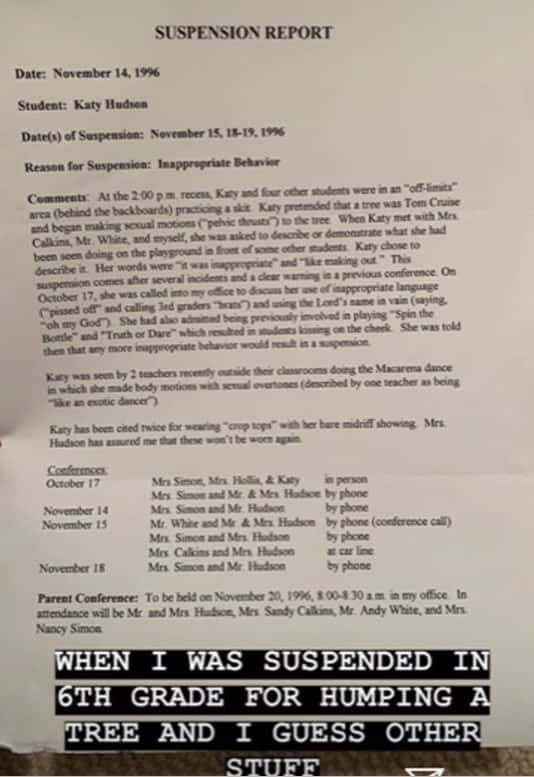 SUSPENSION REPORT
Date: November 14, 1996
Student: Katy Hudson
Date(s) of Suspension: November 15, 18-19, 1996
Reason for Suspension: Inappropriate Behavior
Comments: At the 2:00 p.m. recess, Katy and four other students were in an "off-limits"
area (behind the backboards) practicing a skit. Katy pretended that a tree was Tom Cruise
and began making sexual motions ("pelvic thrusts") to the tree. When Katy met with Mrs.
Calkins, Mr. White, and myself, she was asked to describe or demonstrate what she had
been seen doing on the playground in front of some other students. Katy chose to
describe it. Her words were "it was inappropriate" and "like making out." This
suspension comes after several incidents and a clear warning in a previous conference. On
October 17, she was called into my office to discuss her use of inappropriate language
("pissed off" and calling 3rd graders "brats") and using the Lord's name in vain (saying,
"oh my God"). She had also admitted being previously involved in playing "Spin the
Bottle" and "Truth or Dare" which resulted in students kissing on the cheek. She was told
then that any more inappropriate behavior would result in a suspension.
Katy was seen by 2 teachers recently outside their classrooms doing the Macarena dance
in which she made body motions with sexual overtones (described by one teacher as being
"like an exotic dancer")
Katy has been cited twice for wearing "crop tops" with her bare midriff showing. Mrs.
Hudson has assured me that these won't be worn again.
Conferences:
October 17 Mrs Simon, Mrs. Hollis, & Katy in person
Mrs. Simon and Mr. & Mrs. Hudson by phone
November 14 Mrs. Simon and Mr. Hudson by phone
November 15 Mr. White and Mr. & Mrs. Hudson by phone (conference call)
Mrs. Simon and Mrs. Hudson by phone
Mrs. Calkins and Mrs. Hudson at car line
November 18 Mrs. Simon and Mr. Hudson by phone
Parent Conference: To be held on November 20, 1996, 8:00-8:30 a.m. in my office. In
attendance will be Mr. and Mrs. Hudson, Mrs. Sandy Calkins, Mr. Andy White, and Mrs.
Nancy Simon.
WHEN I WAS SUSPENDED IN
6TH GRADE FOR HUMPING A
TREE AND I GUESS OTHER
STUFF